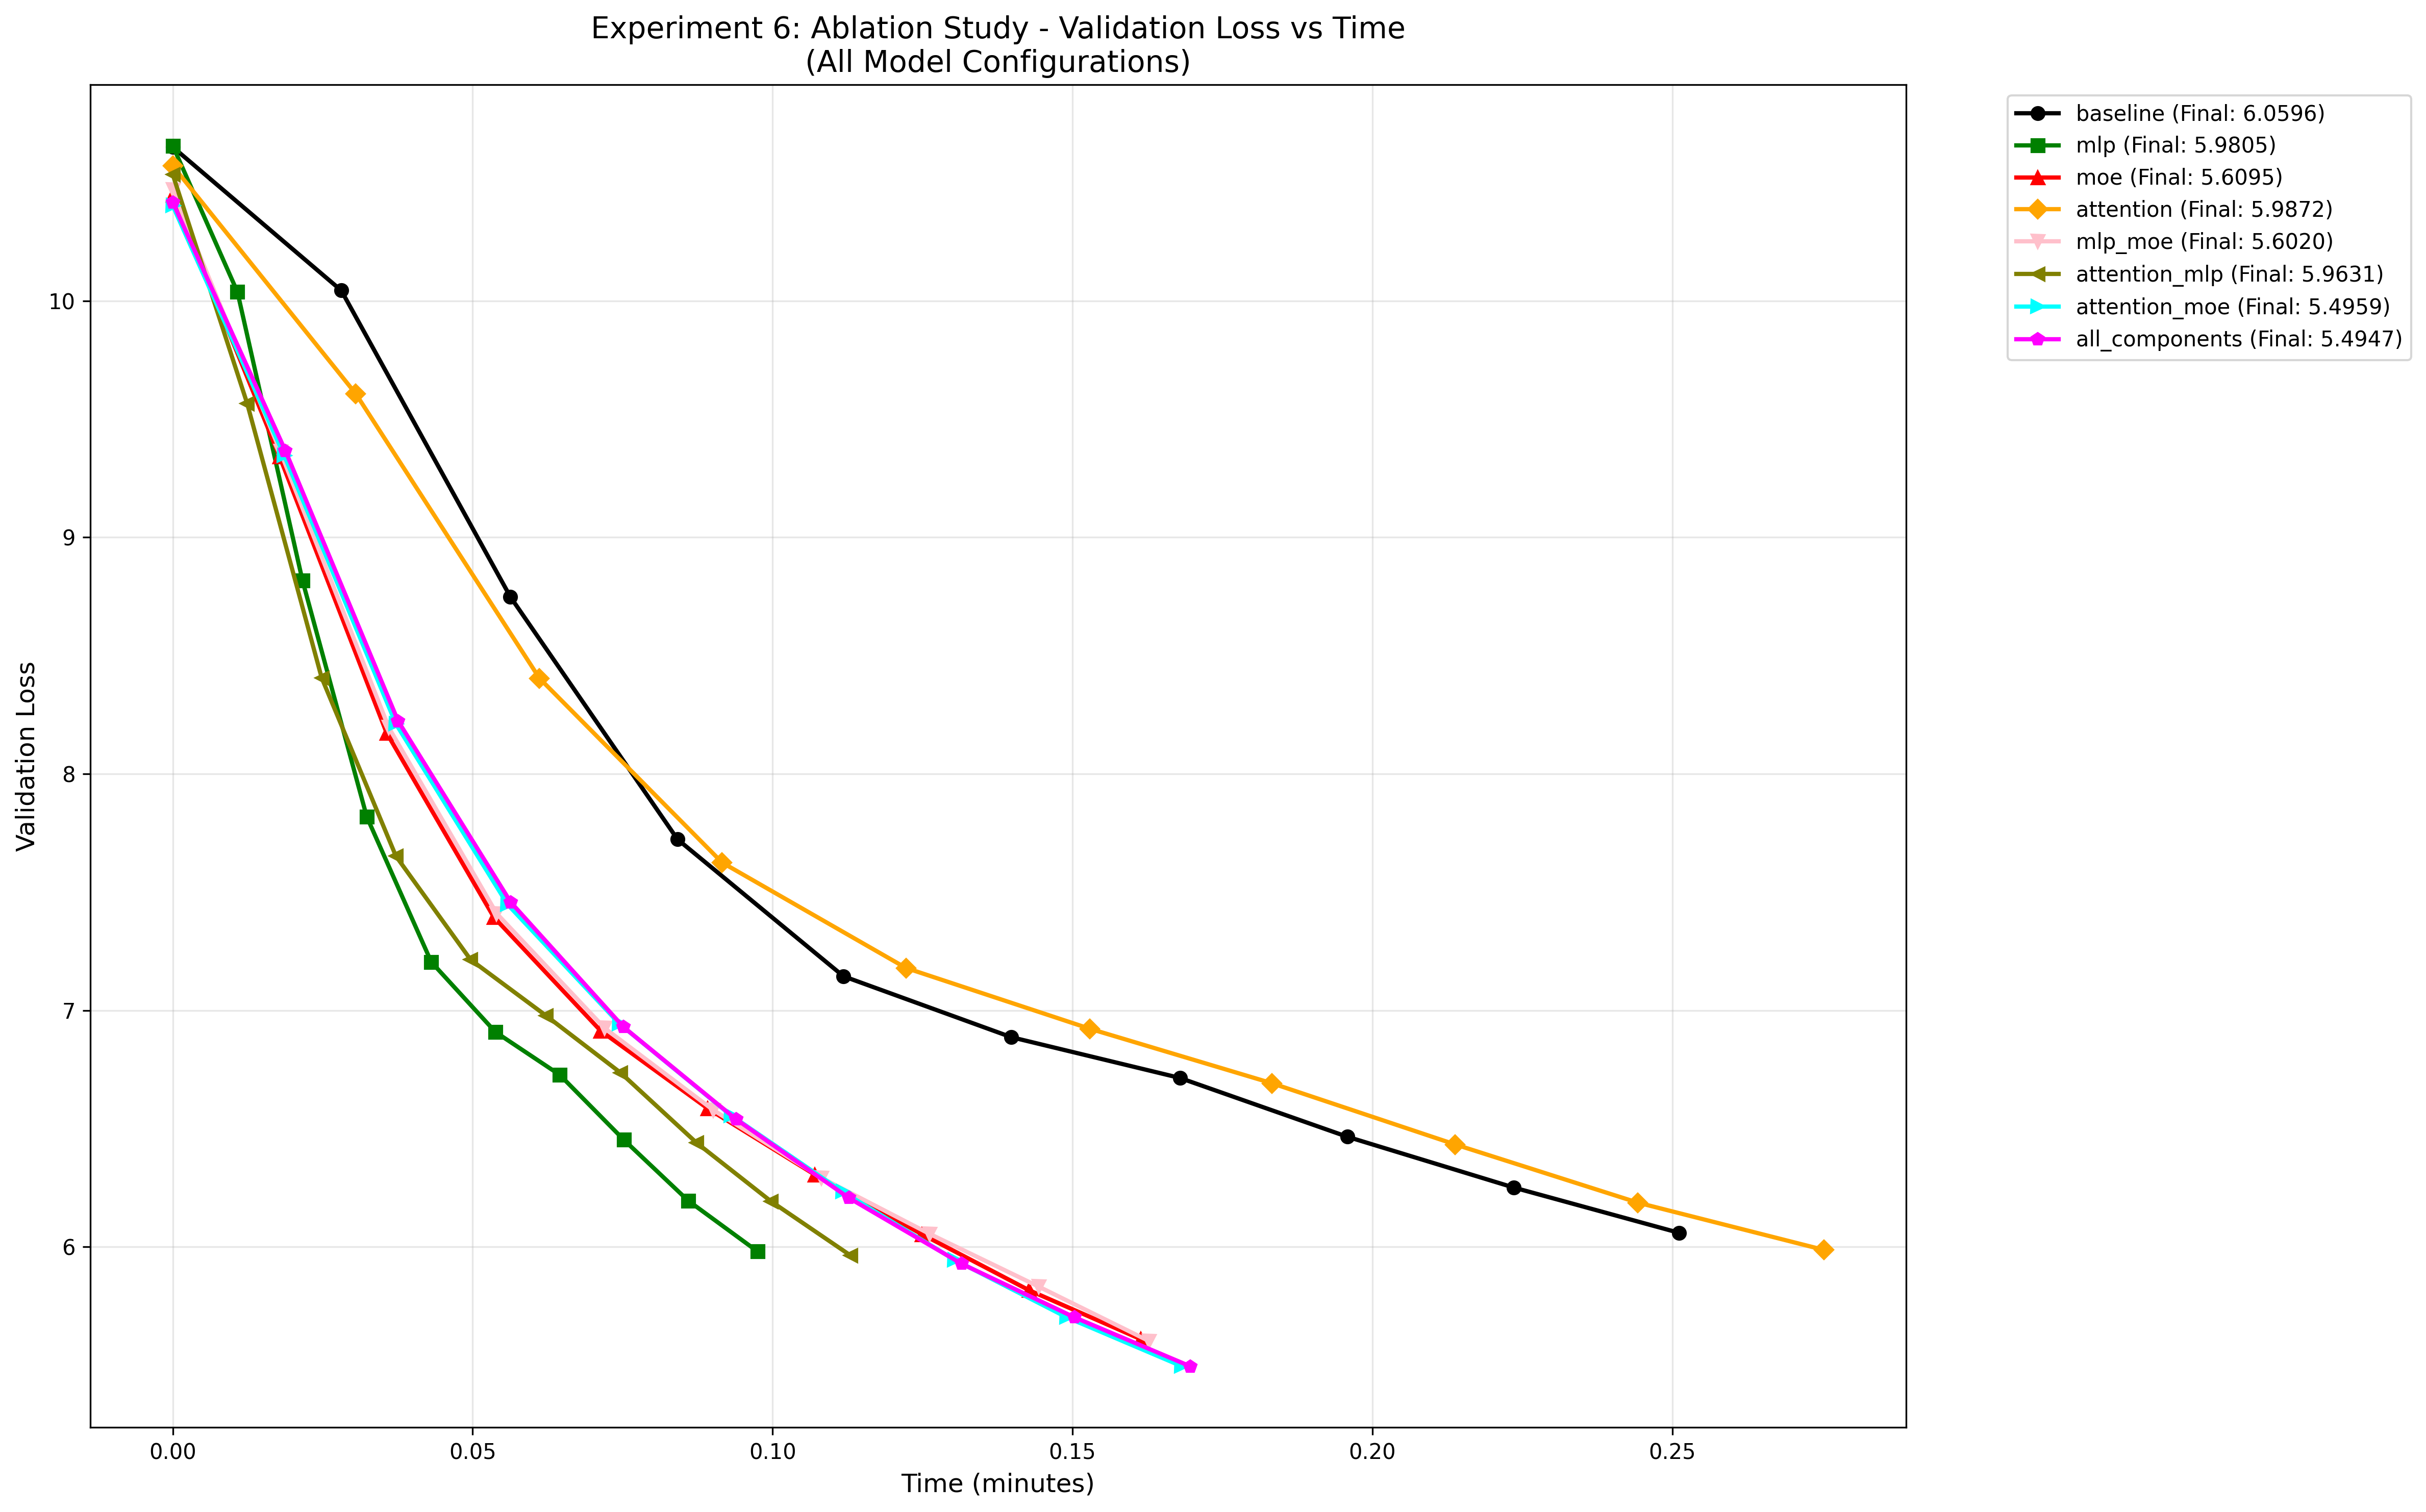 Experiment 6: Ablation Study - Validation Loss vs Time
(All Model Configurations)
baseline (Final: 6.0596)
mlp (Final: 5.9805)
moe (Final: 5.6095)
attention (Final: 5.9872)
mlp_moe (Final: 5.6020)
attention_mlp (Final: 5.9631)
attention_moe (Final: 5.4959)
all_components (Final: 5.4947)
Validation Loss
10
9
8
7
6
0.00
0.05
0.10
0.15
0.20
0.25
Time (minutes)